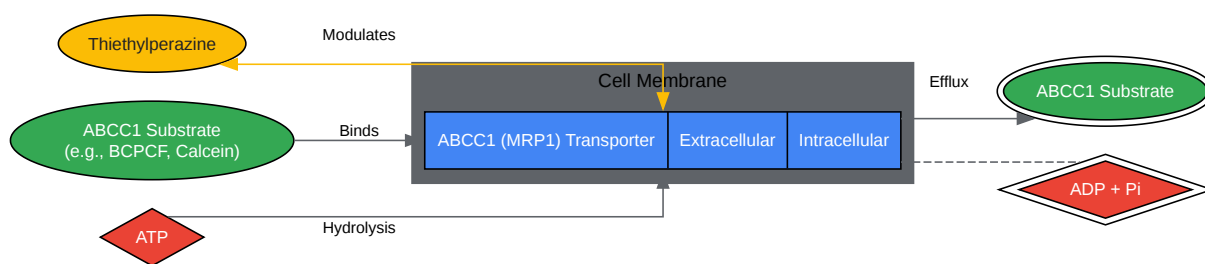 Thiethylperazine
Modulates
Cell Membrane
Efflux
ABCC1 Substrate
ABCC1 Substrate
(e.g., BCPCF, Calcein)
Binds
ABCC1 (MRP1) Transporter
Extracellular
Intracellular
ADP + Pi
ATP
Hydrolysis